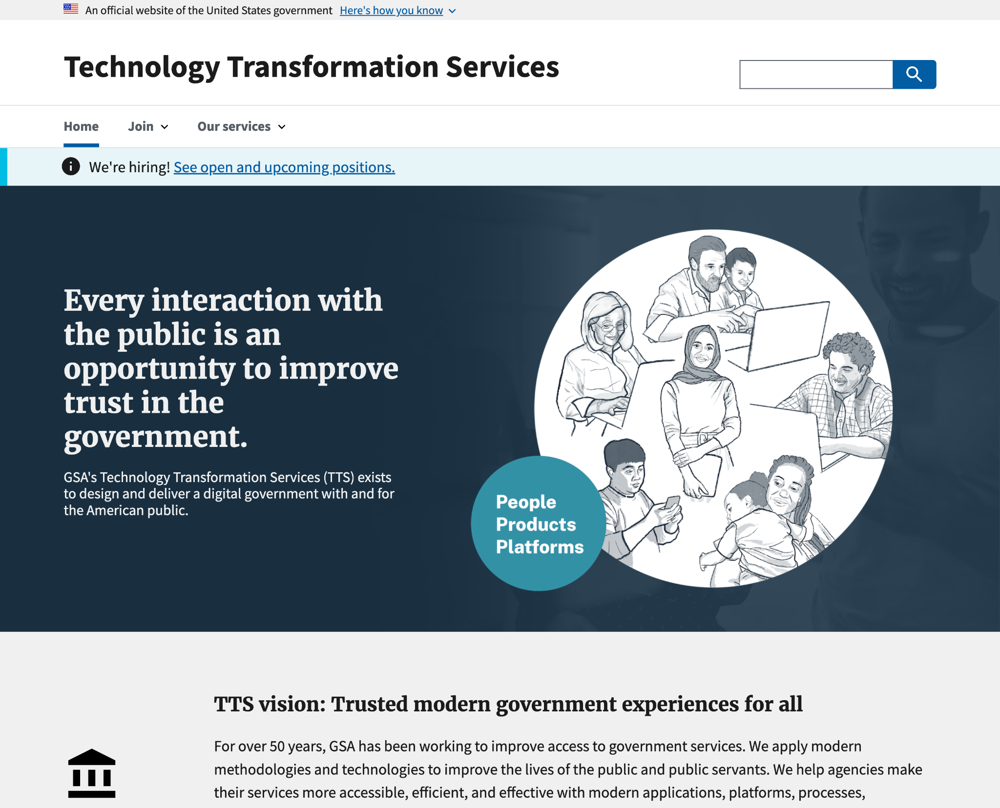 An official website of the United States government Here's how you know
Technology Transformation Services
Home Join Our services
We're hiring! See open and upcoming positions.
Every interaction with
the public is an
opportunity to improve
trust in the
government.
GSA's Technology Transformation Services (TTS) exists
to design and deliver a digital government with and for
the American public.
People
Products
Platforms
TTS vision: Trusted modern government experiences for all
For over 50 years, GSA has been working to improve access to government services. We apply modern
methodologies and technologies to improve the lives of the public and public servants. We help agencies make
their services more accessible, efficient, and effective with modern applications, platforms, processes,